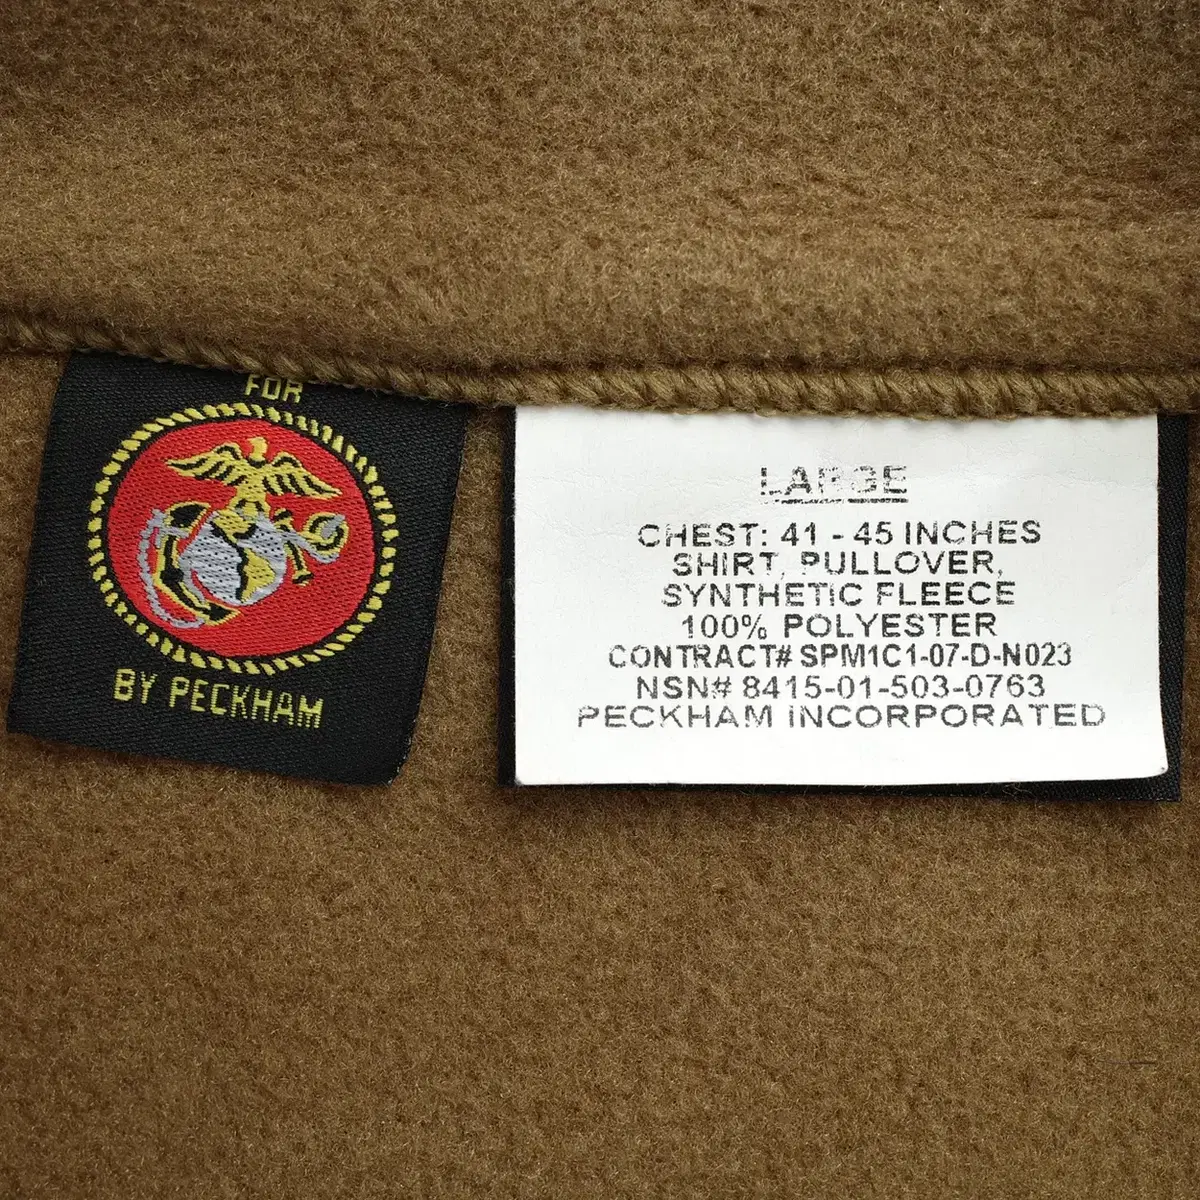 FOR
BY PECKHAM
LARGE
CHEST: 41 - 45 INCHES
SHIRT, PULLOVER,
SYNTHETIC FLEECE
100% POLYESTER
CONTRACT# SPM1C1-07-D-N023
NSN# 8415-01-503-0763
PECKHAM INCORPORATED